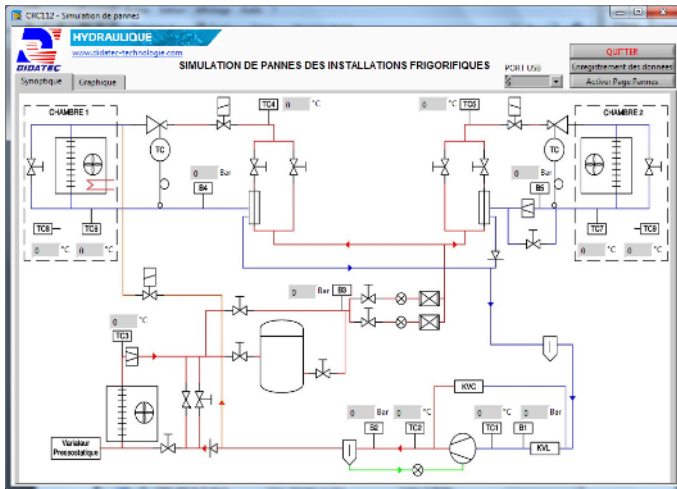 CRC112 - Simulation de pannes
HYDRAULIQUE
www.didatec-technologie.com
DIDATEC
SIMULATION DE PANNES DES INSTALLATIONS FRIGORIFIQUES
PORT USB
QUITTER
Enregistrement des données
Activer Page Pannes
Synoptique Graphique
CHAMBRE 1
TC4 0 °C
TC5 0 °C
CHAMBRE 2
TC
TC
0 Bar
B4
0 Bar
B5
TC6
TC7 TC9
0 °C 0 °C
0 °C 0 °C
0 Bar B3
0 °C
TC3
KVC
0 Bar 0 °C
0 °C 0 Bar
B2 TC2
TC1 B1
KVL
Variateur
Pressostatique